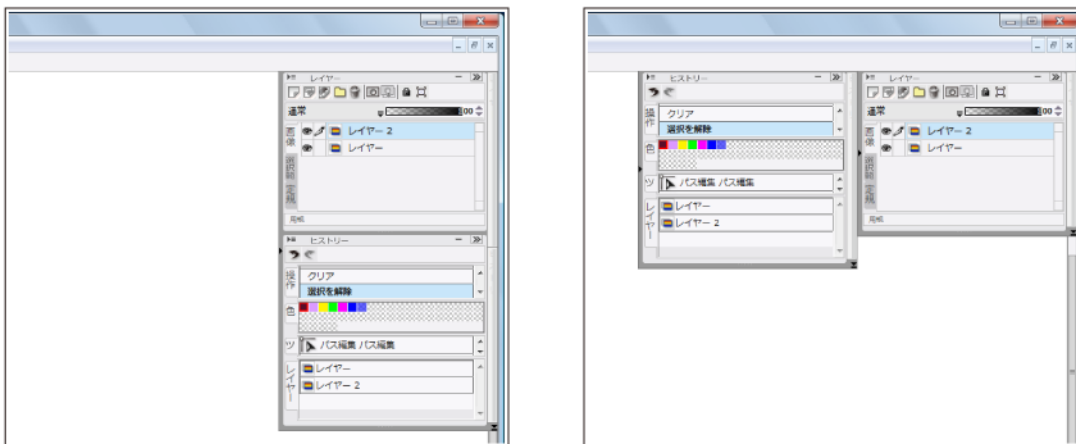 レイヤー
通常
00
画像
レイヤー 2
レイヤー
選択範
定規
用紙
ヒストリー
操作
クリア
選択を解除
色
ツ
パス編集 パス編集
レイヤー
レイヤー
レイヤー 2
ヒストリー
操作
クリア
選択を解除
色
ツ
パス編集 パス編集
レイヤー
レイヤー
レイヤー 2
レイヤー
通常
00
画像
レイヤー 2
レイヤー
選択範
定規
用紙